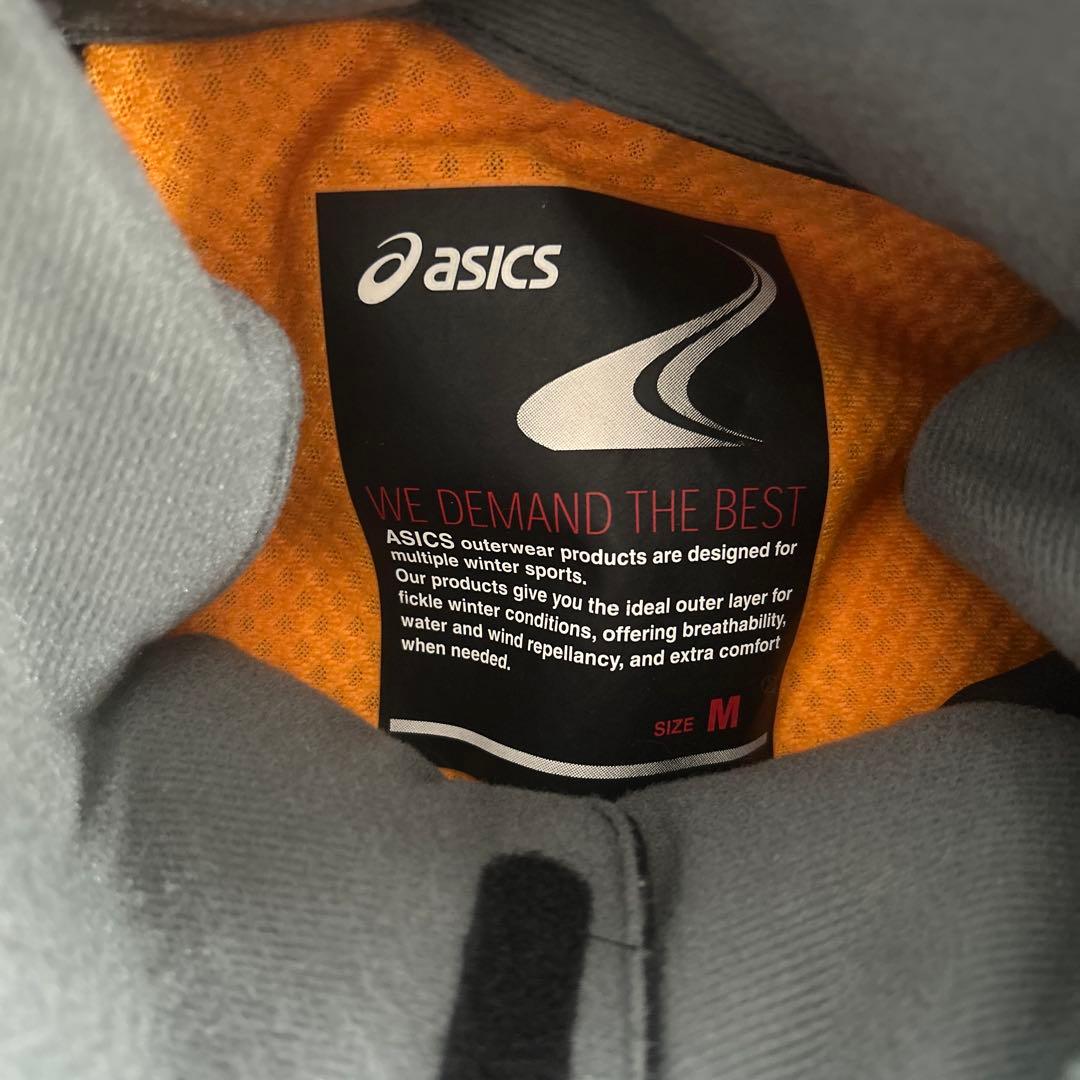 asics
WE DEMAND THE BEST
ASICS outerwear products are designed for
multiple winter sports.
Our products give you the ideal outer layer for
fickle winter conditions, offering breathability,
water and wind repellancy, and extra comfort
when needed.
SIZE M